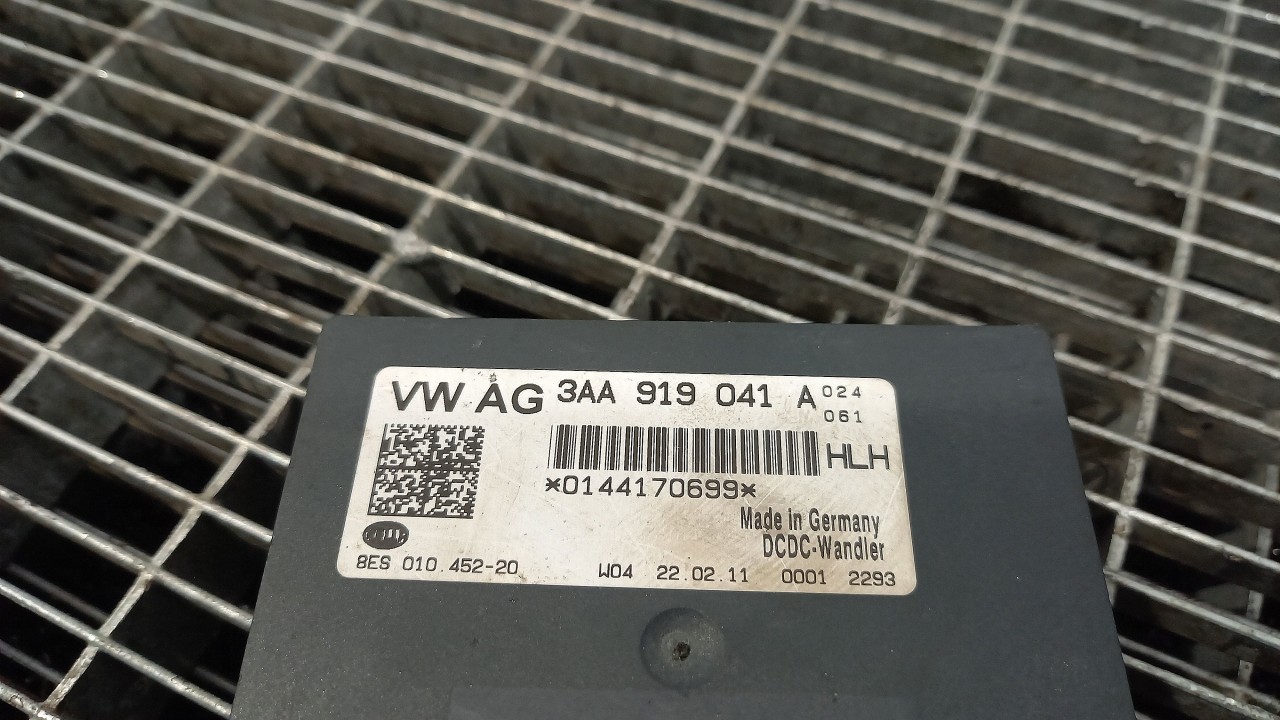 VW AG 3AA 919 041 A 024
061
HLH
*0144170699*
Made in Germany
DCDC-Wandler
8ES 010.452-20 W04 22.02.11 0001 2293